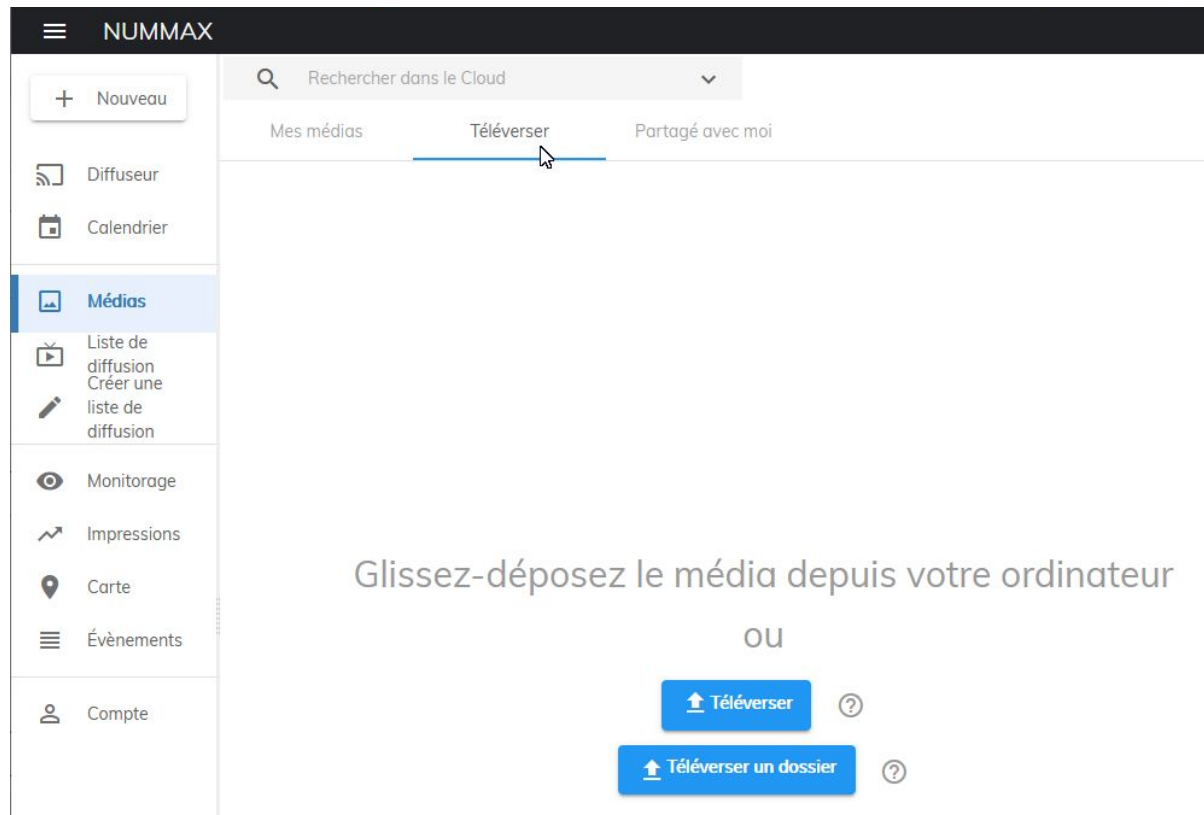 NUMMAX
Nouveau
Diffuseur
Calendrier
Médias
Liste de
diffusion
Créer une
liste de
diffusion
Monitorage
Impressions
Carte
Évènements
Compte
Rechercher dans le Cloud
Mes médias Téléverser Partagé avec moi
Glissez-déposez le média depuis votre ordinateur
ou
Téléverser
Téléverser un dossier